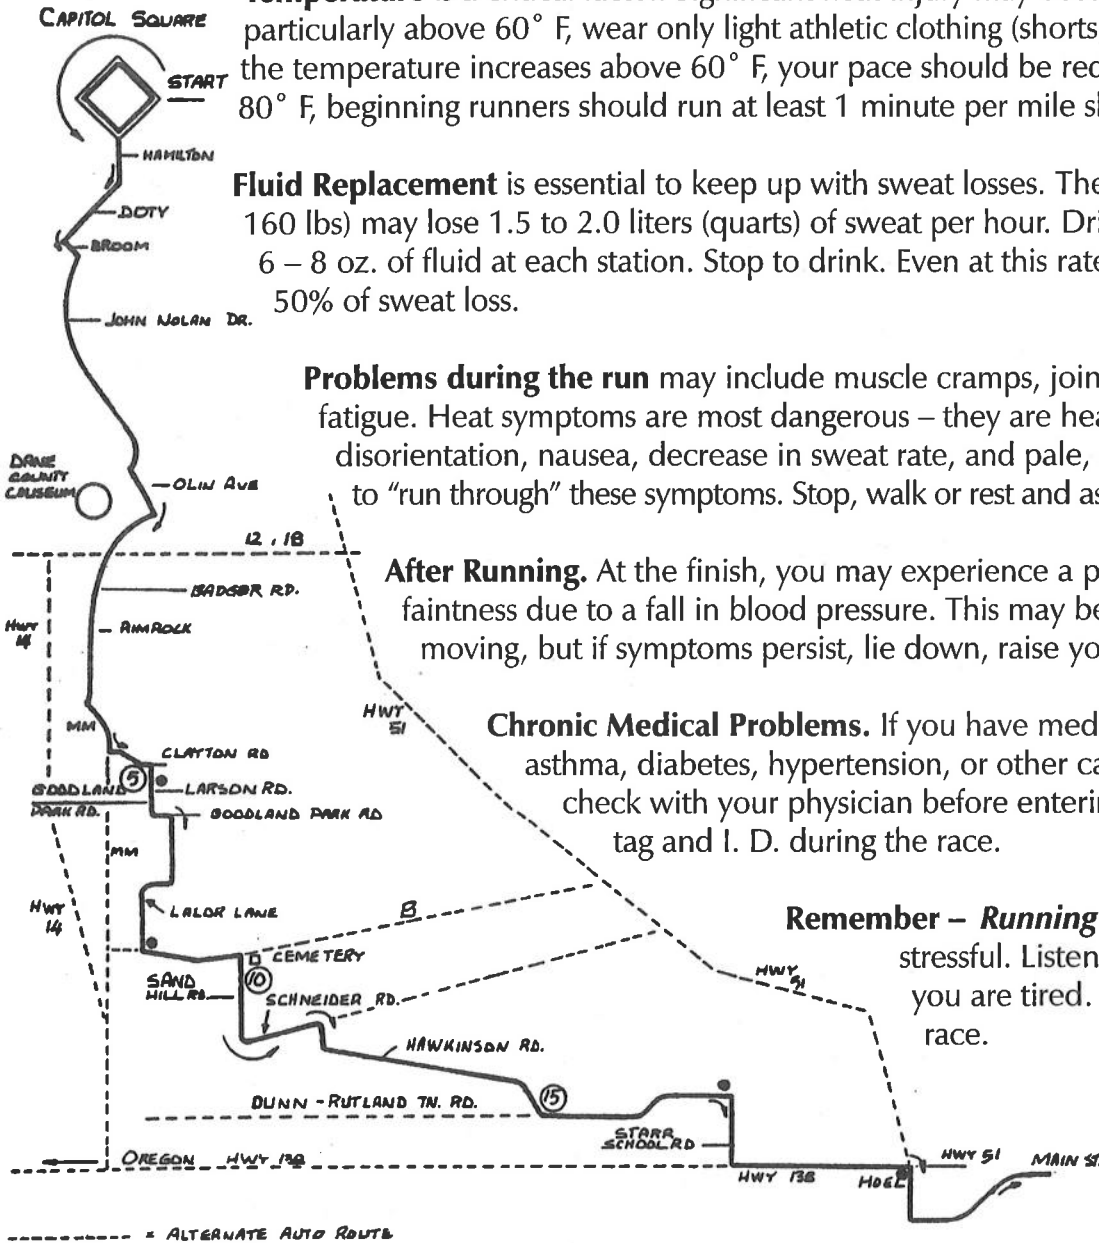 CAPITOL SQUARE
START
particularly above 60° F, wear only light athletic clothing (shorts
the temperature increases above 60° F, your pace should be
80° F, beginning runners should run at least 1 minute per mile
HAMILTON
Fluid Replacement is essential to keep up with sweat losses.
DOTY
160 lbs) may lose 1.5 to 2.0 liters (quarts) of sweat per hour.
BROOM
6 – 8 oz. of fluid at each station. Stop to drink. Even at this rate
50% of sweat loss.
JOHN NOLAN DR.
Problems during the run may include muscle cramps,
fatigue. Heat symptoms are most dangerous – they are
disorientation, nausea, decrease in sweat rate, and pale,
to "run through" these symptoms. Stop, walk or rest and
DANE
COUNTY
COLISEUM
OLIN AVE
12, 18
After Running. At the finish, you may experience a
faintness due to a fall in blood pressure. This may
moving, but if symptoms persist, lie down, raise
BADGER RD.
HWY
14
RIMROCK
HWY
51
MM
Chronic Medical Problems. If you have
asthma, diabetes, hypertension, or other
check with your physician before
tag and I. D. during the race.
CLAYTON RD
5
GOODLAND
PARK RD.
LARSON RD.
GOODLAND PARK RD
MM
HWY
14
LALOR LANE
B
Remember – Running
stressful. Listen
you are tired.
race.
CEMETERY
10
SAND
HILL RD.
SCHNEIDER RD.
HWY
51
HAWKINSON RD.
15
DUNN - RUTLAND TN. RD.
STARR
SCHOOL RD
OREGON HWY 138
HWY 138
HOEL
HWY 51
MAIN ST.
= ALTERNATE AUTO ROUTE